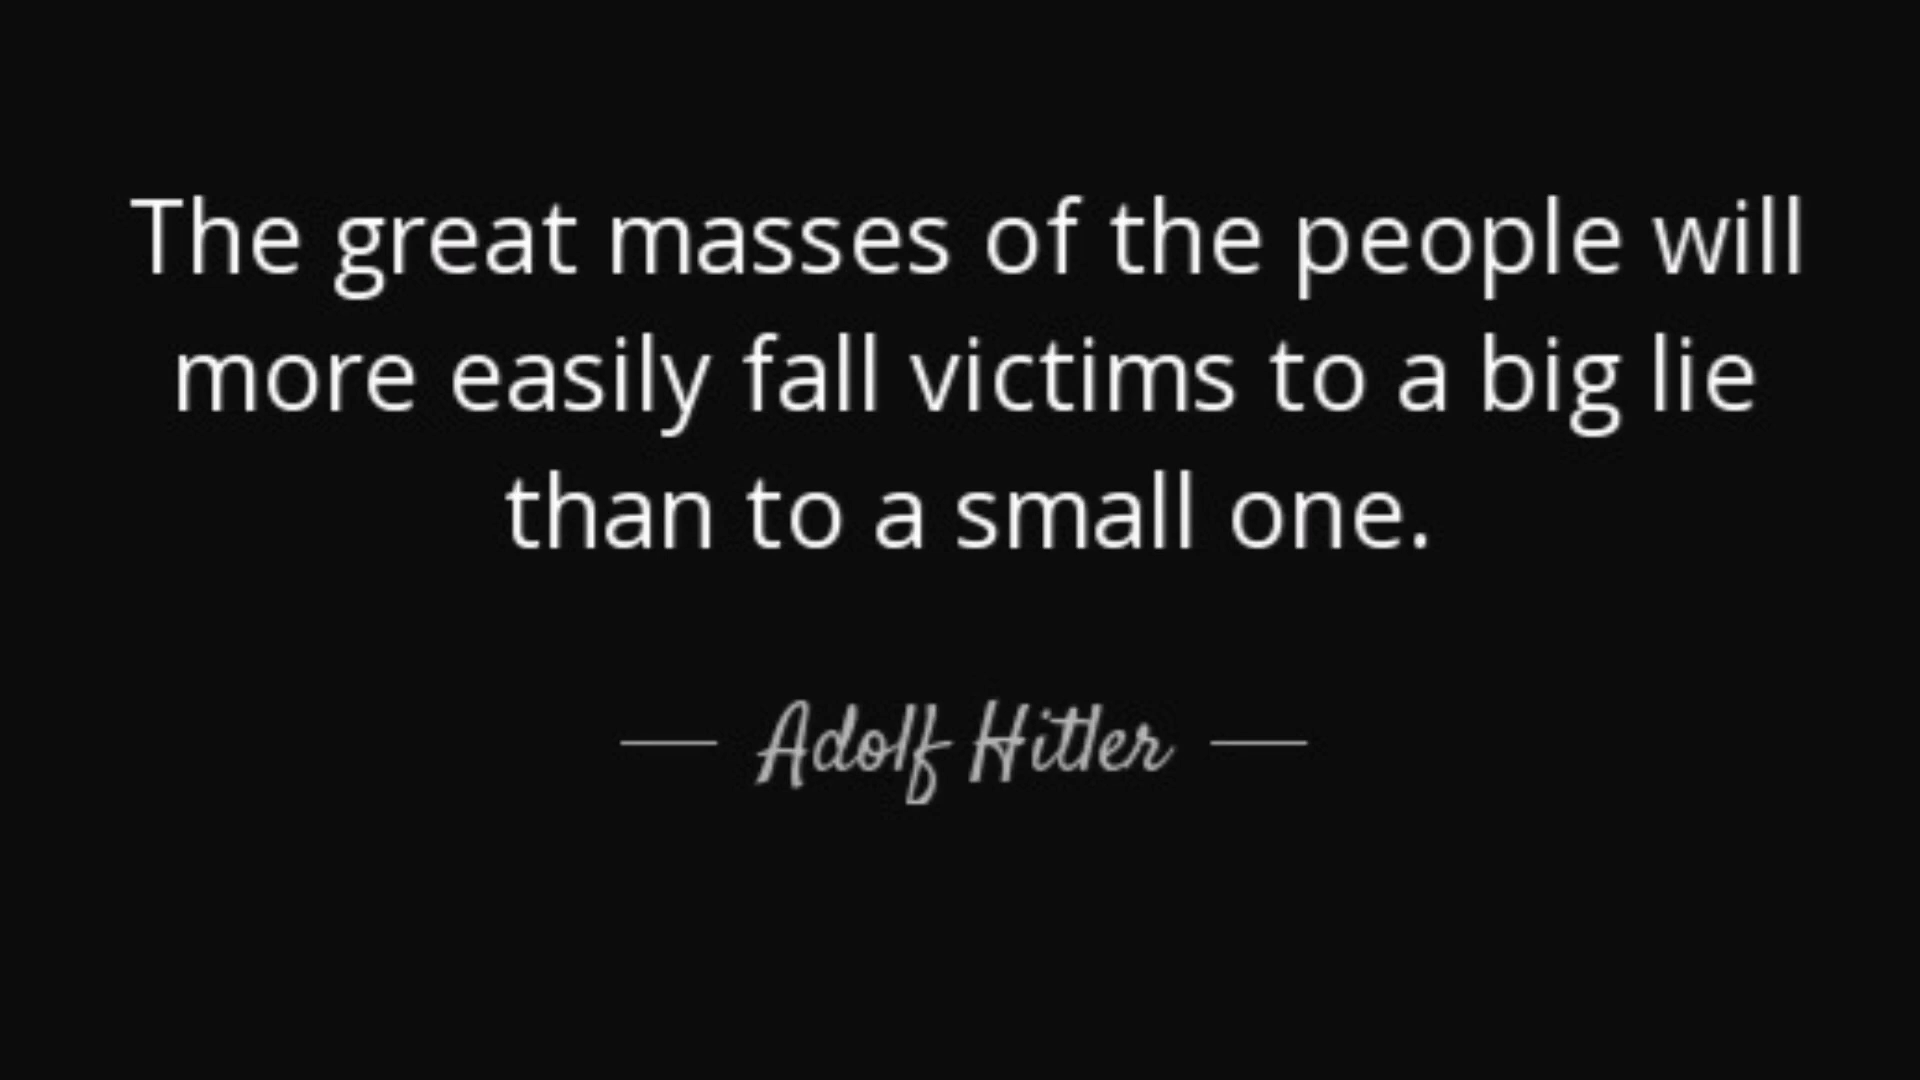 The great masses of the people will
more easily fall victims to a big lie
than to a small one.
— Adolf Hitler —